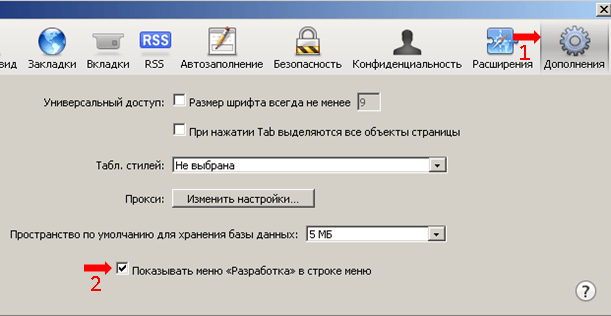 1
вид Закладки Вкладки RSS Автозаполнение Безопасность Конфиденциальность Расширения Дополнения
Универсальный доступ: Размер шрифта всегда не менее 9
При нажатии Tab выделяются все объекты страницы
Табл. стилей: Не выбрана
Прокси: Изменить настройки...
Пространство по умолчанию для хранения базы данных: 5 МБ
2 Показывать меню «Разработка» в строке меню
?